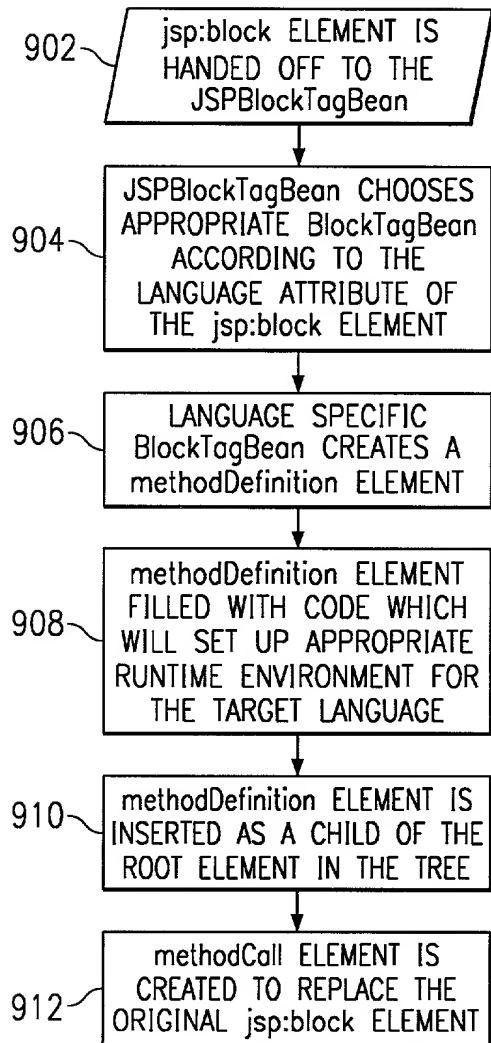 902
jsp:block ELEMENT IS
HANDED OFF TO THE
JSPBlockTagBean
904
JSPBlockTagBean CHOOSES
APPROPRIATE BlockTagBean
ACCORDING TO THE
LANGUAGE ATTRIBUTE OF
THE jsp:block ELEMENT
906
LANGUAGE SPECIFIC
BlockTagBean CREATES A
methodDefinition ELEMENT
908
methodDefinition ELEMENT
FILLED WITH CODE WHICH
WILL SET UP APPROPRIATE
RUNTIME ENVIRONMENT FOR
THE TARGET LANGUAGE
910
methodDefinition ELEMENT IS
INSERTED AS A CHILD OF THE
ROOT ELEMENT IN THE TREE
912
methodCall ELEMENT IS
CREATED TO REPLACE THE
ORIGINAL jsp:block ELEMENT